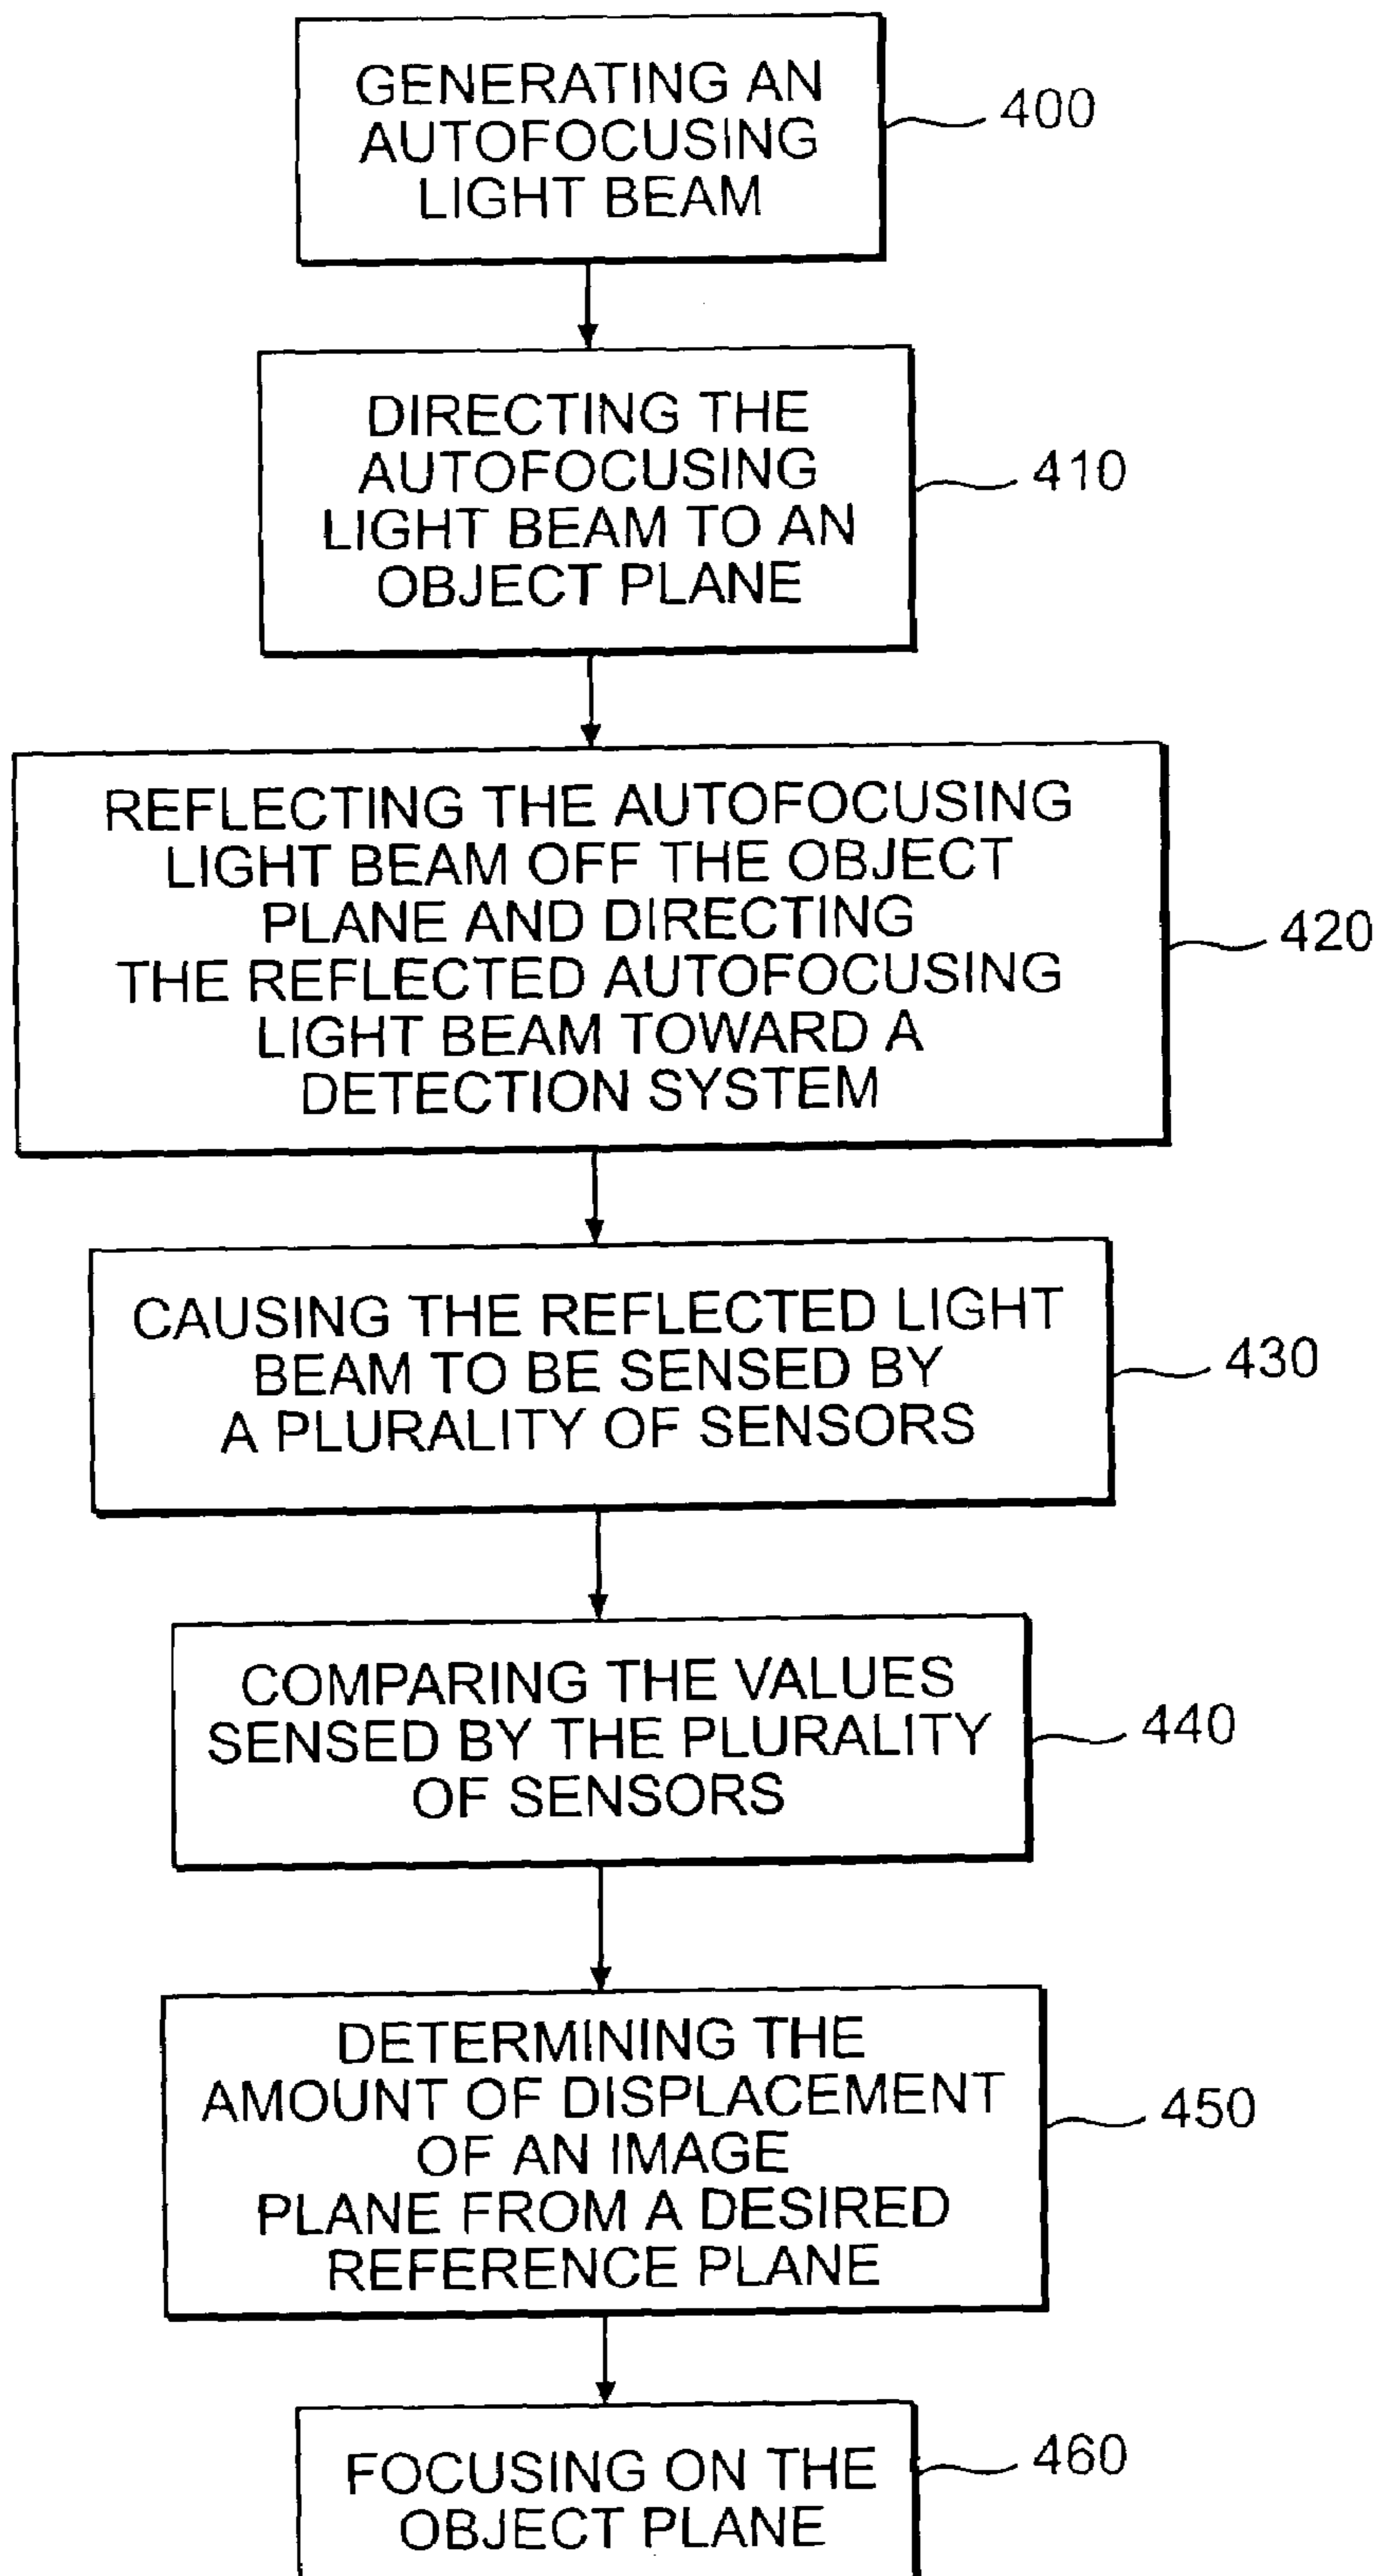 GENERATING AN
AUTOFOCUSING
LIGHT BEAM
400
DIRECTING THE
AUTOFOCUSING
LIGHT BEAM TO AN
OBJECT PLANE
410
REFLECTING THE AUTOFOCUSING
LIGHT BEAM OFF THE OBJECT
PLANE AND DIRECTING
THE REFLECTED AUTOFOCUSING
LIGHT BEAM TOWARD A
DETECTION SYSTEM
420
CAUSING THE REFLECTED LIGHT
BEAM TO BE SENSED BY
A PLURALITY OF SENSORS
430
COMPARING THE VALUES
SENSED BY THE PLURALITY
OF SENSORS
440
DETERMINING THE
AMOUNT OF DISPLACEMENT
OF AN IMAGE
PLANE FROM A DESIRED
REFERENCE PLANE
450
FOCUSING ON THE
OBJECT PLANE
460